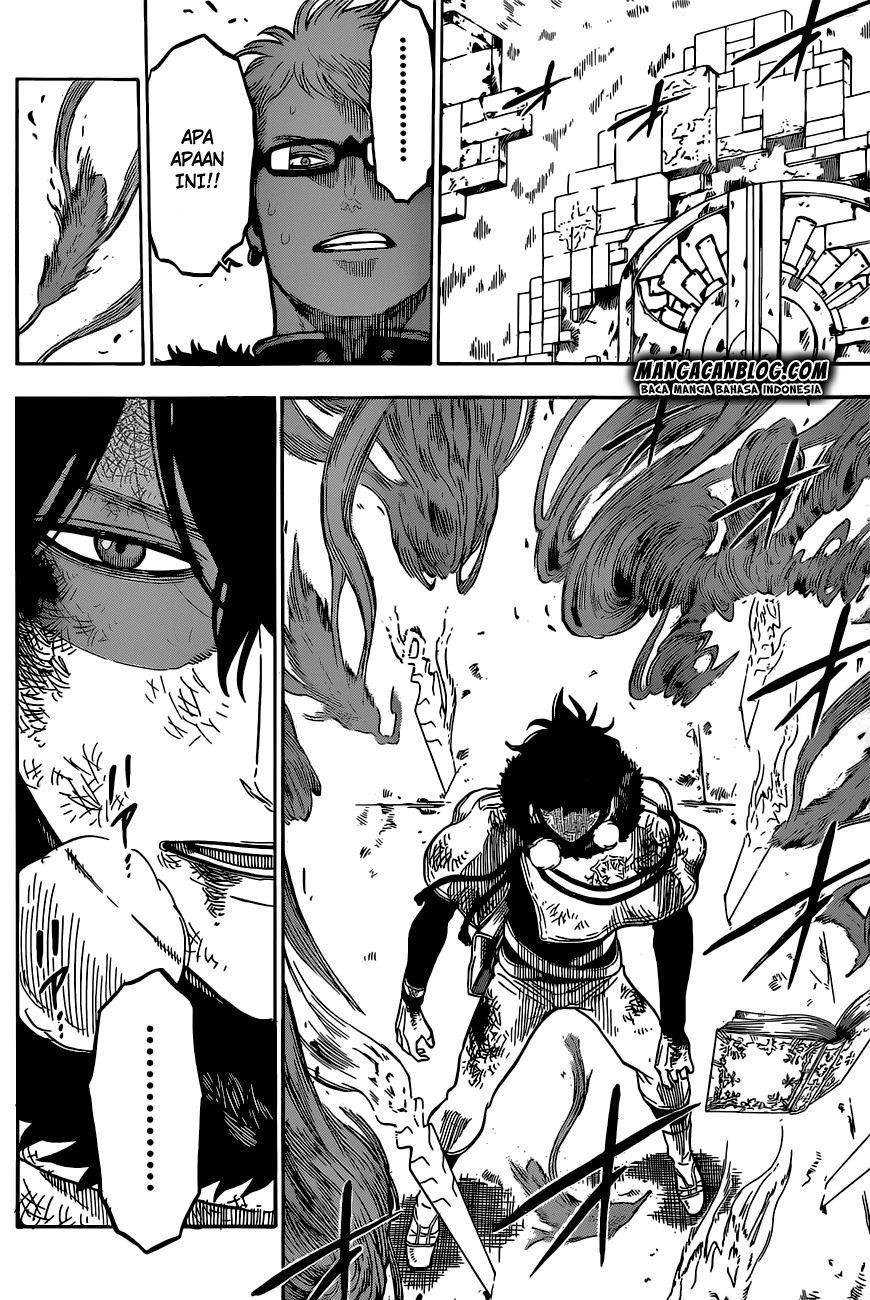 .........
APA
APAAN
INI!!
MANGACANBLOG.COM
BACA MANGA BAHASA INDONESIA
.........